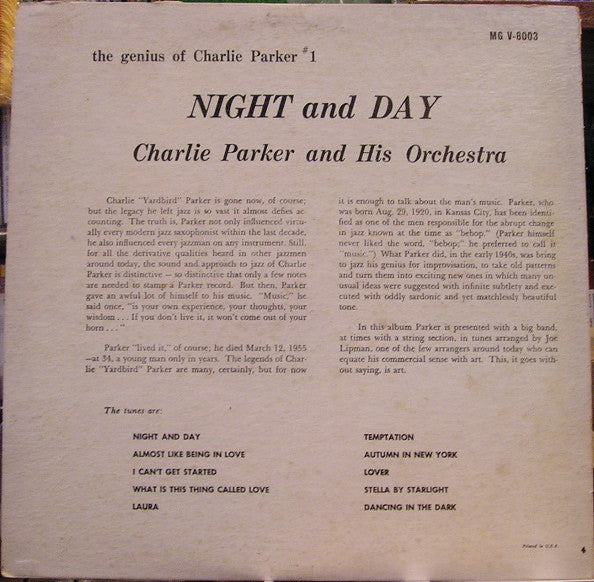 MG V-8003
the genius of Charlie Parker #1
NIGHT and DAY
Charlie Parker and His Orchestra
Charlie "Yardbird" Parker is gone now, of course;
but the legacy he left jazz is so vast it almost defies ac-
counting. The truth is, Parker not only influenced virtu-
ally every modern jazz saxophonist within the last decade,
he also influenced every jazzman on any instrument. Still,
for all the derivative qualities heard in other jazzmen
around today, the sound and approach to jazz of Charlie
Parker is distinctive — so distinctive that only a few notes
are needed to stamp a Parker record. But then, Parker
gave an awful lot of himself to his music. "Music," he
said once, "is your own experience, your thoughts, your
wisdom . . . If you don't live it, it won't come out of your
horn . . . "
Parker "lived it," of course; he died March 12, 1955
—at 34, a young man only in years. The legends of Char-
lie "Yardbird" Parker are many, certainly, but for now
it is enough to talk about the man's music. Parker, who
was born Aug. 29, 1920, in Kansas City, has been identi-
fied as one of the men responsible for the abrupt change
in jazz known at the time as "bebop." (Parker himself
never liked the word, "bebop;" he preferred to call it
"music.") What Parker did, in the early 1940s, was bring
to jazz his genius for improvisation, to take old patterns
and turn them into exciting new ones in which many un-
usual ideas were suggested with infinite subtlety and exe-
cuted with oddly sardonic and yet matchlessly beautiful
tone.
In this album Parker is presented with a big band,
at times with a string section, in tunes arranged by Joe
Lipman, one of the few arrangers around today who can
equate his commercial sense with art. This, it goes with-
out saying, is art.
The tunes are:
NIGHT AND DAY
ALMOST LIKE BEING IN LOVE
I CAN'T GET STARTED
WHAT IS THIS THING CALLED LOVE
LAURA
TEMPTATION
AUTUMN IN NEW YORK
LOVER
STELLA BY STARLIGHT
DANCING IN THE DARK
Printed in U.S.A.
4